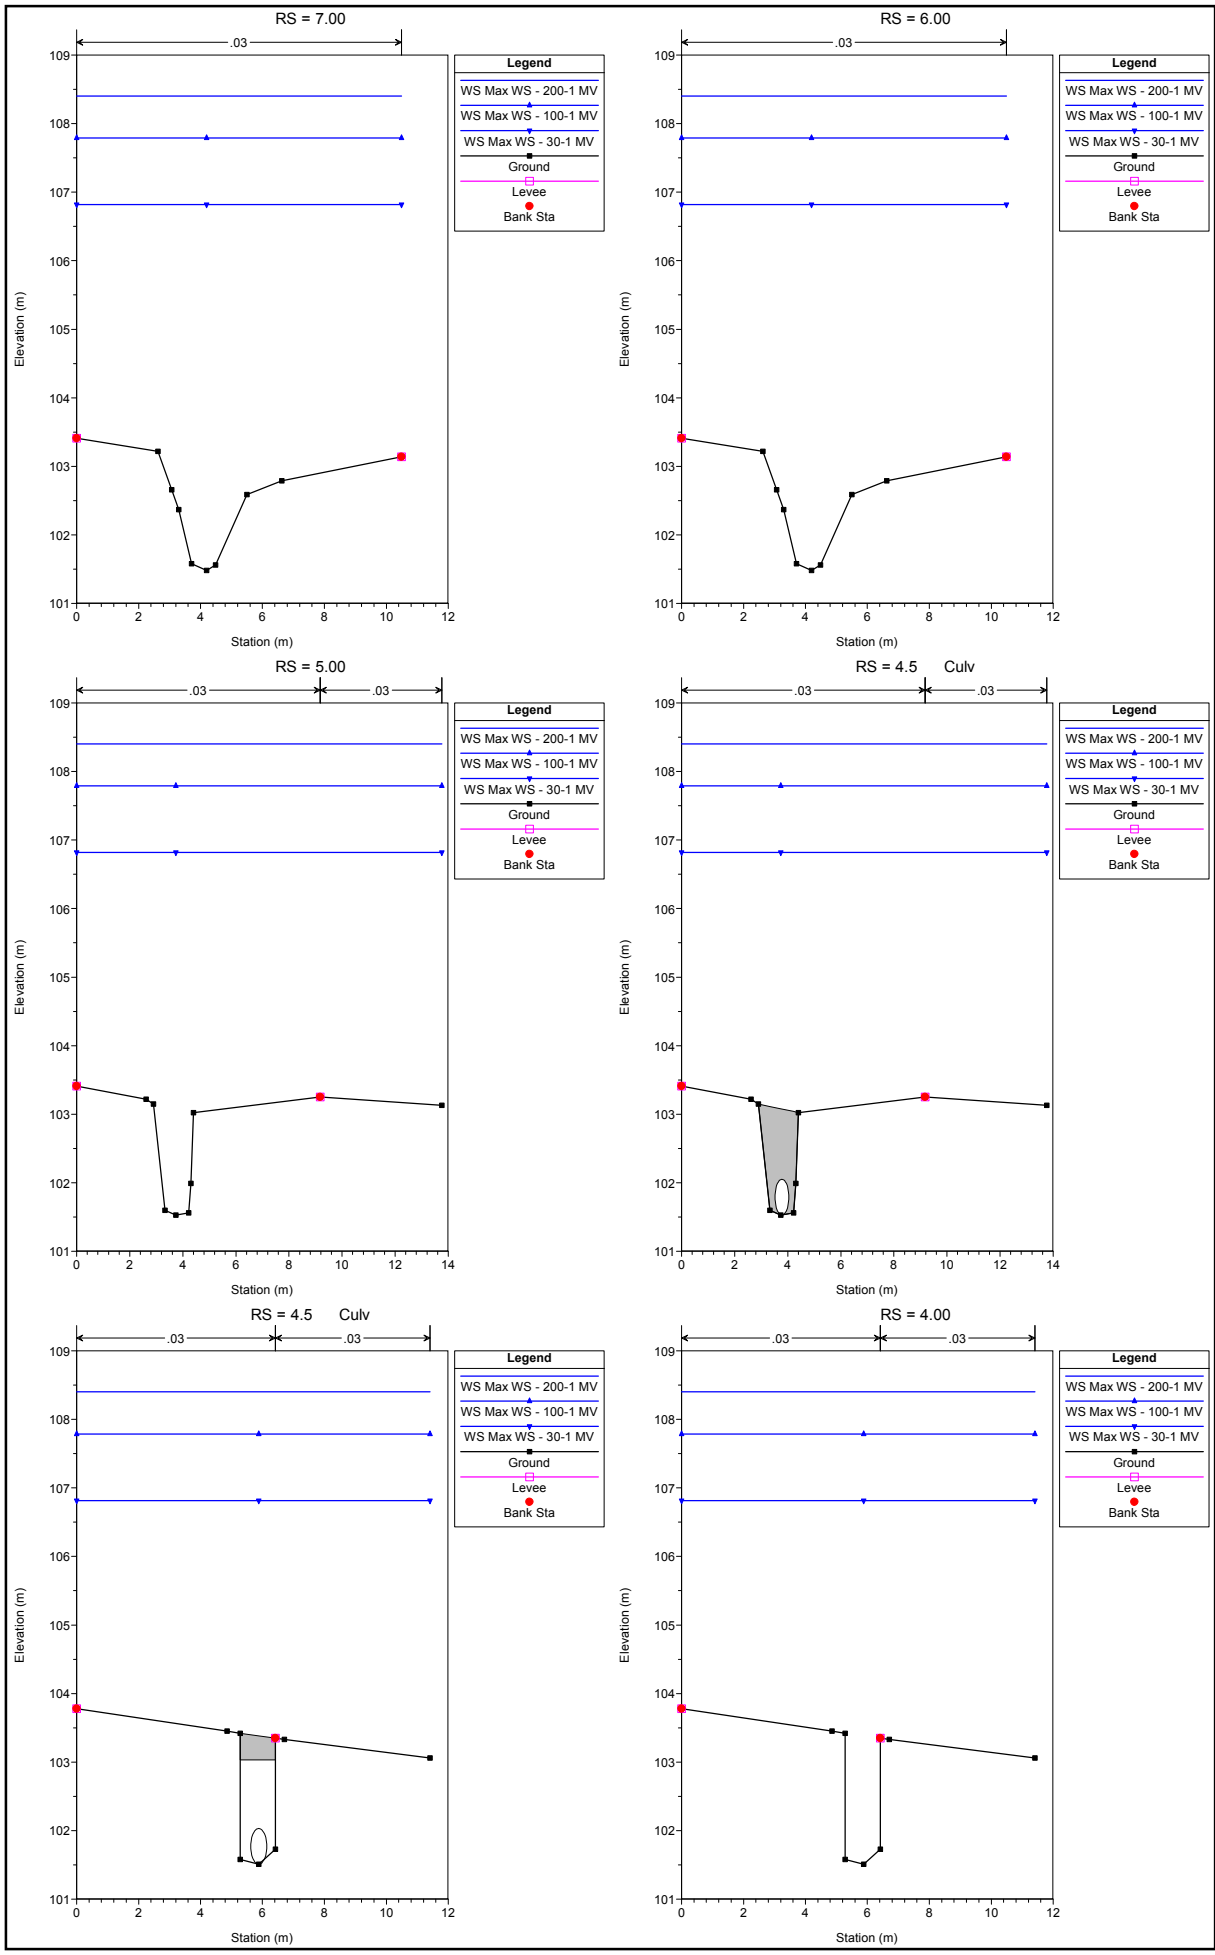 RS = 7.00
.03
Legend
WS Max WS - 200-1 MV
WS Max WS - 100-1 MV
WS Max WS - 30-1 MV
Ground
Levee
Bank Sta
109
108
107
106
105
104
103
102
101
Elevation (m)
0 2 4 6 8 10 12
Station (m)
RS = 6.00
.03
Legend
WS Max WS - 200-1 MV
WS Max WS - 100-1 MV
WS Max WS - 30-1 MV
Ground
Levee
Bank Sta
109
108
107
106
105
104
103
102
101
Elevation (m)
0 2 4 6 8 10 12
Station (m)
RS = 5.00
.03 .03
Legend
WS Max WS - 200-1 MV
WS Max WS - 100-1 MV
WS Max WS - 30-1 MV
Ground
Levee
Bank Sta
109
108
107
106
105
104
103
102
101
Elevation (m)
0 2 4 6 8 10 12 14
Station (m)
RS = 4.5 Culv
.03 .03
Legend
WS Max WS - 200-1 MV
WS Max WS - 100-1 MV
WS Max WS - 30-1 MV
Ground
Levee
Bank Sta
109
108
107
106
105
104
103
102
101
Elevation (m)
0 2 4 6 8 10 12 14
Station (m)
RS = 4.5 Culv
.03 .03
Legend
WS Max WS - 200-1 MV
WS Max WS - 100-1 MV
WS Max WS - 30-1 MV
Ground
Levee
Bank Sta
109
108
107
106
105
104
103
102
101
Elevation (m)
0 2 4 6 8 10 12
Station (m)
RS = 4.00
.03 .03
Legend
WS Max WS - 200-1 MV
WS Max WS - 100-1 MV
WS Max WS - 30-1 MV
Ground
Levee
Bank Sta
109
108
107
106
105
104
103
102
101
Elevation (m)
0 2 4 6 8 10 12
Station (m)